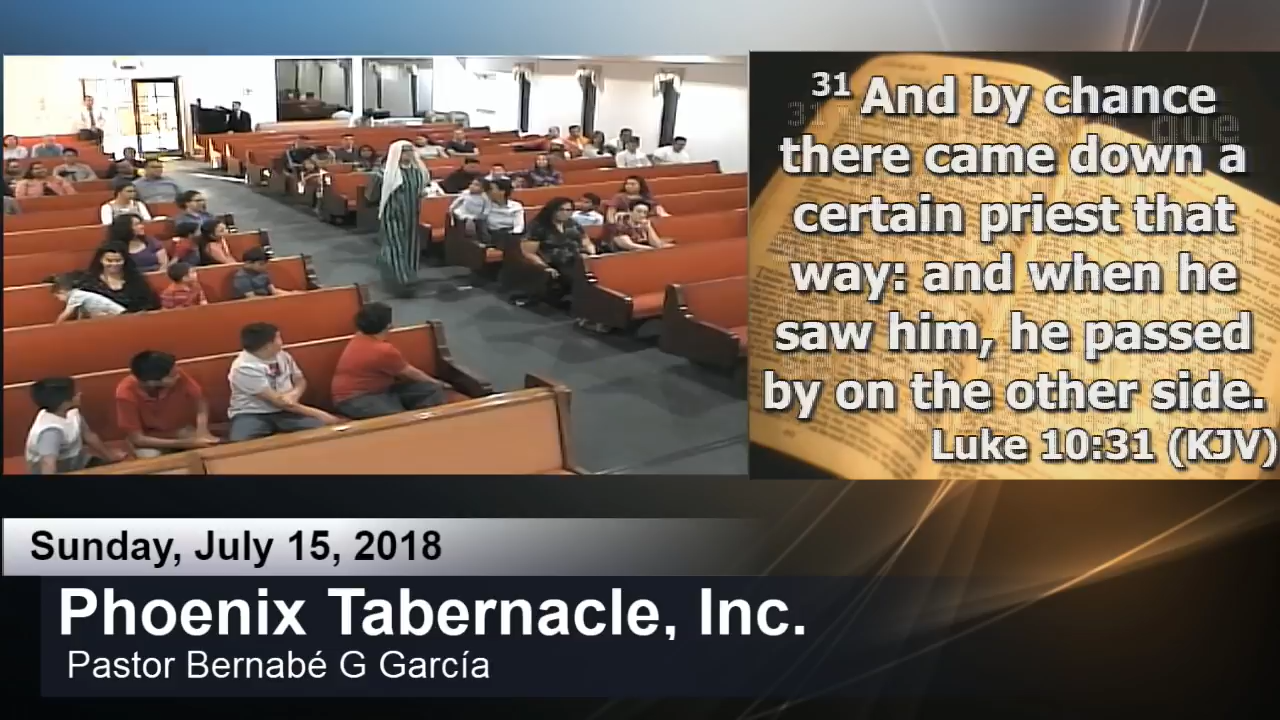 31 And by chance
there came down a
certain priest that
way: and when he
saw him, he passed
by on the other side.
Luke 10:31 (KJV)
Sunday, July 15, 2018
Phoenix Tabernacle, Inc.
Pastor Bernabé G García